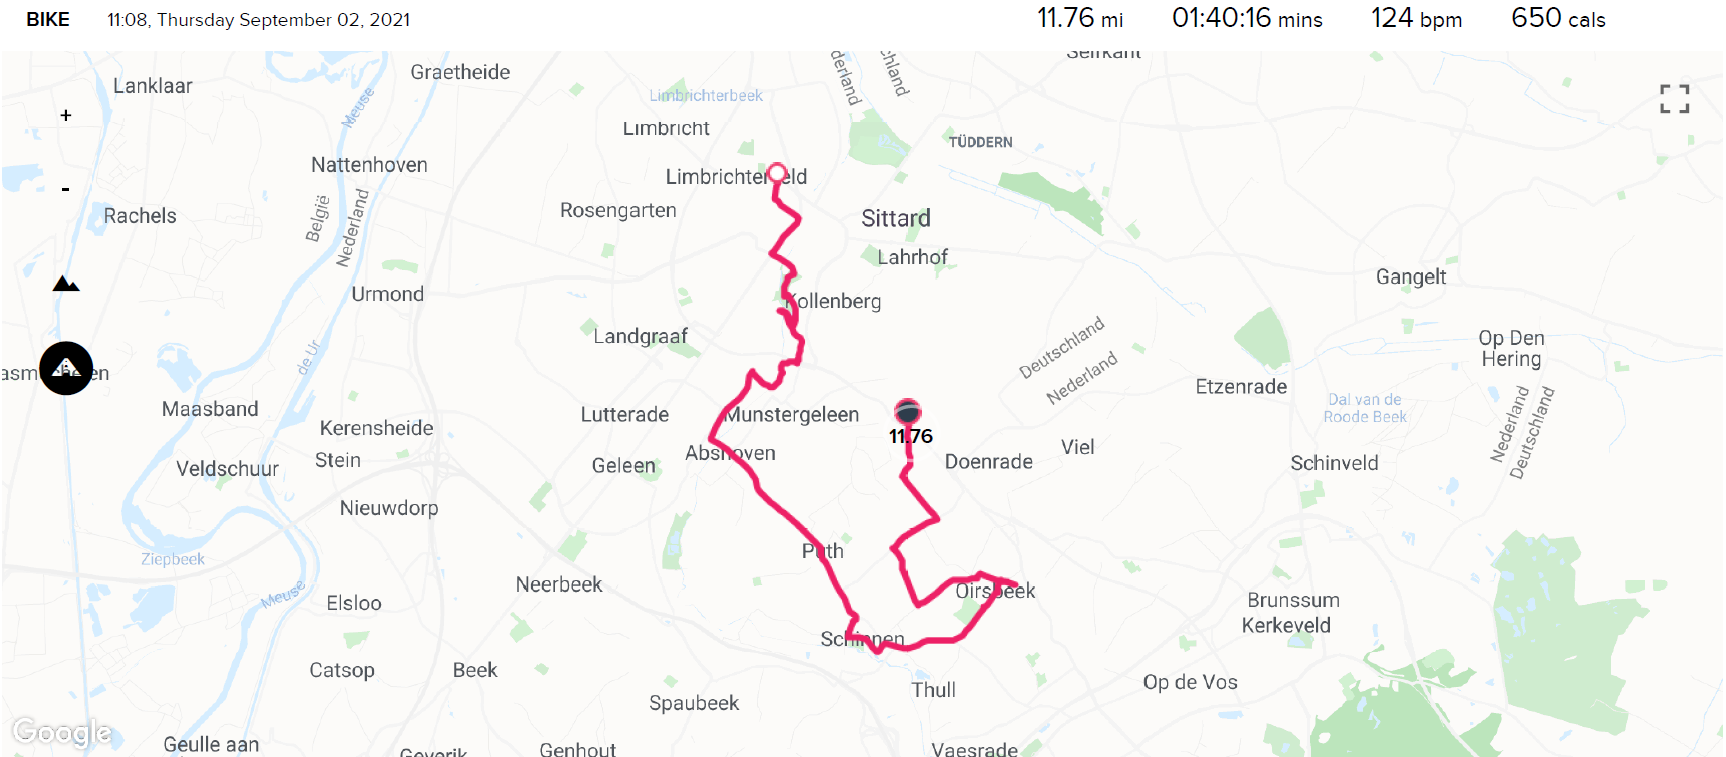 BIKE
11:08, Thursday September 02, 2021
11.76 mi
01:40:16 mins
124 bpm
650 cals
Selfkant
Graetheide
Lanklaar
Meuse
Limbrichterbeek
Limbricht
TÜDDERN
+
Nattenhoven
Limbrichterveld
-
Rachels
België
Nederland
Rosengarten
Sittard
Lahrhof
Gangelt
Urmond
Kollenberg
Landgraaf
de Ur
Deutschland
Nederland
Op Den
Hering
Etzenrade
Maasband
Lutterade
Munstergeleen
11.76
Dal van de
Roode Beek
Nederland
Deutschland
Kerensheide
Stein
Veldschuur
Geleen
Abshoven
Doenrade
Viel
Schinveld
Nieuwdorp
Ziepbeek
Puth
Neerbeek
Meuse
Elsloo
Oirsbeek
Brunssum
Kerkeveld
Schinnen
Catsop
Beek
Thull
Op de Vos
Spaubeek
Google
Geulle aan
Geverik
Genhout
Vaesrade